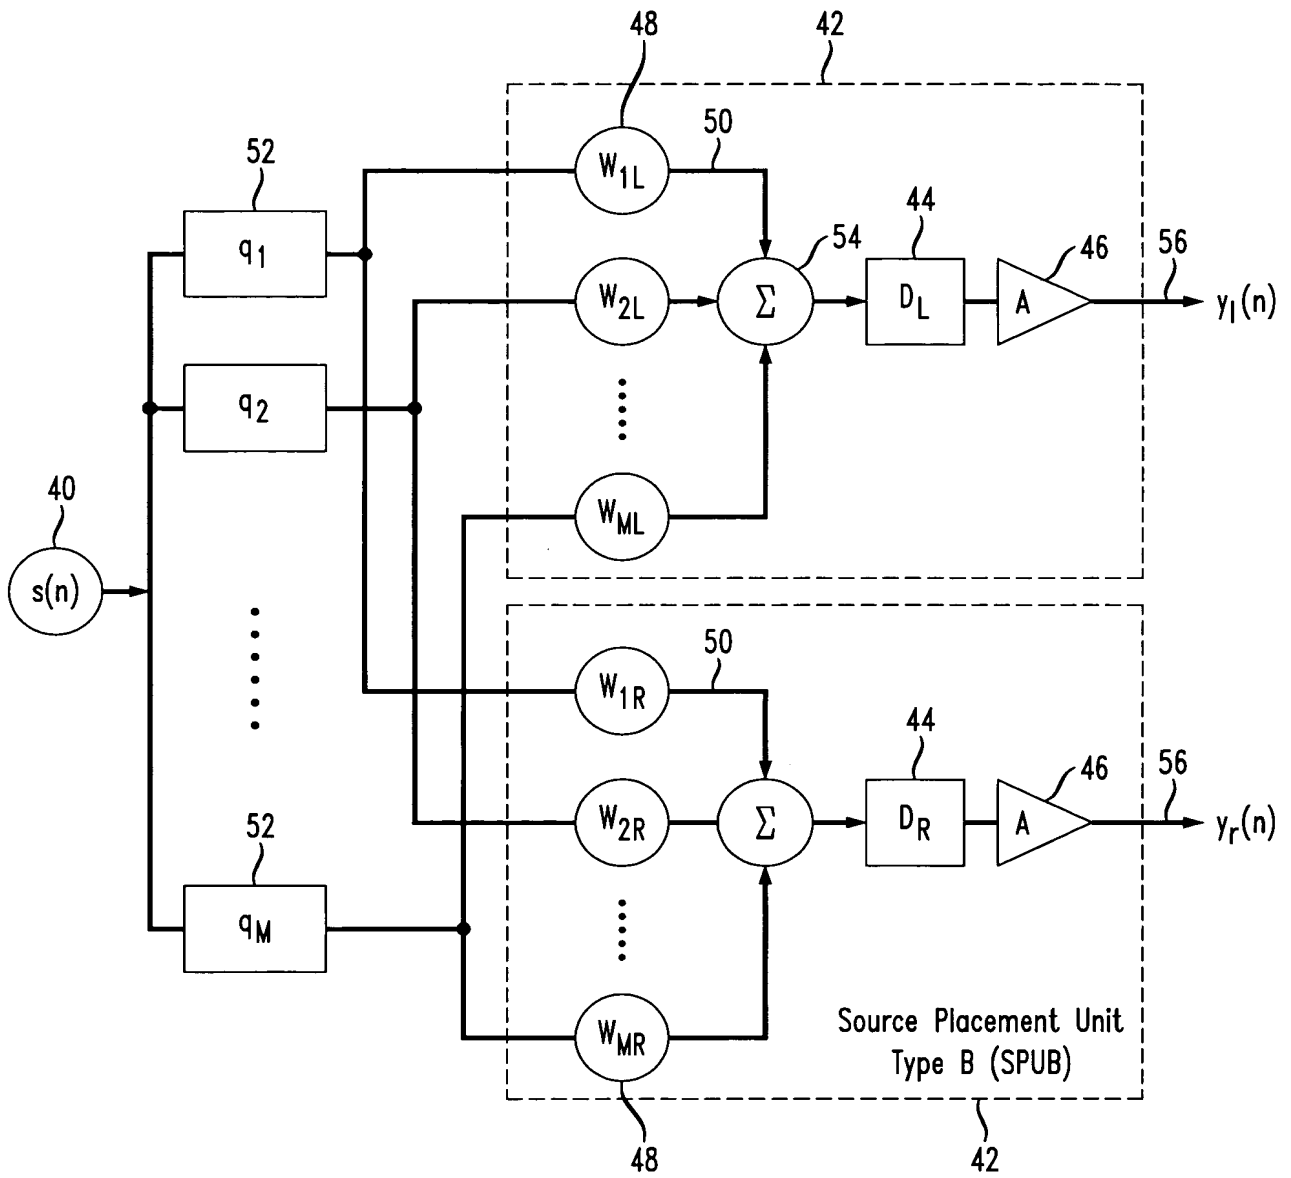 48
42
52
W1L
50
q1
44
54
46
56
W2L
Σ
DL
A
yl(n)
q2
40
WML
s(n)
50
W1R
44
46
56
52
W2R
Σ
DR
A
yr(n)
qM
WMR
Source Placement Unit
Type B (SPUB)
48
42